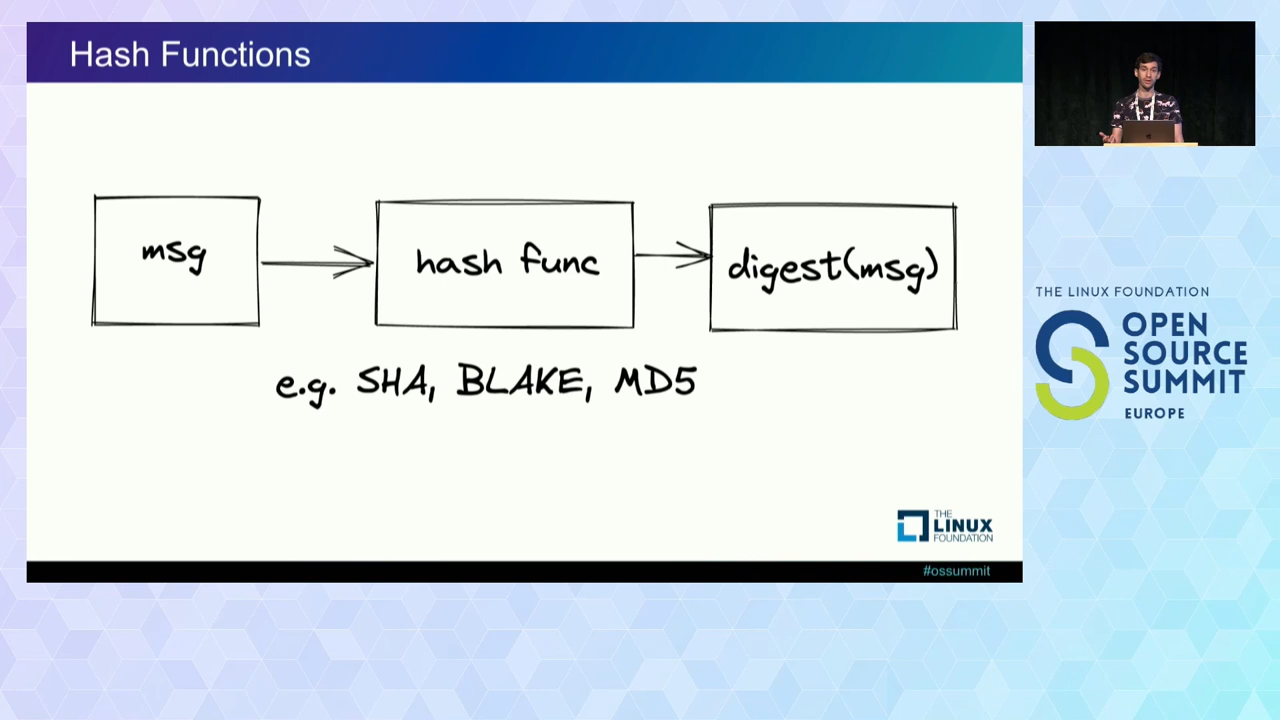 Hash Functions
msg
hash func
digest(msg)
e.g. SHA, BLAKE, MD5
THE
LINUX
FOUNDATION
#ossummit
THE LINUX FOUNDATION
OPEN
SOURCE
SUMMIT
EUROPE